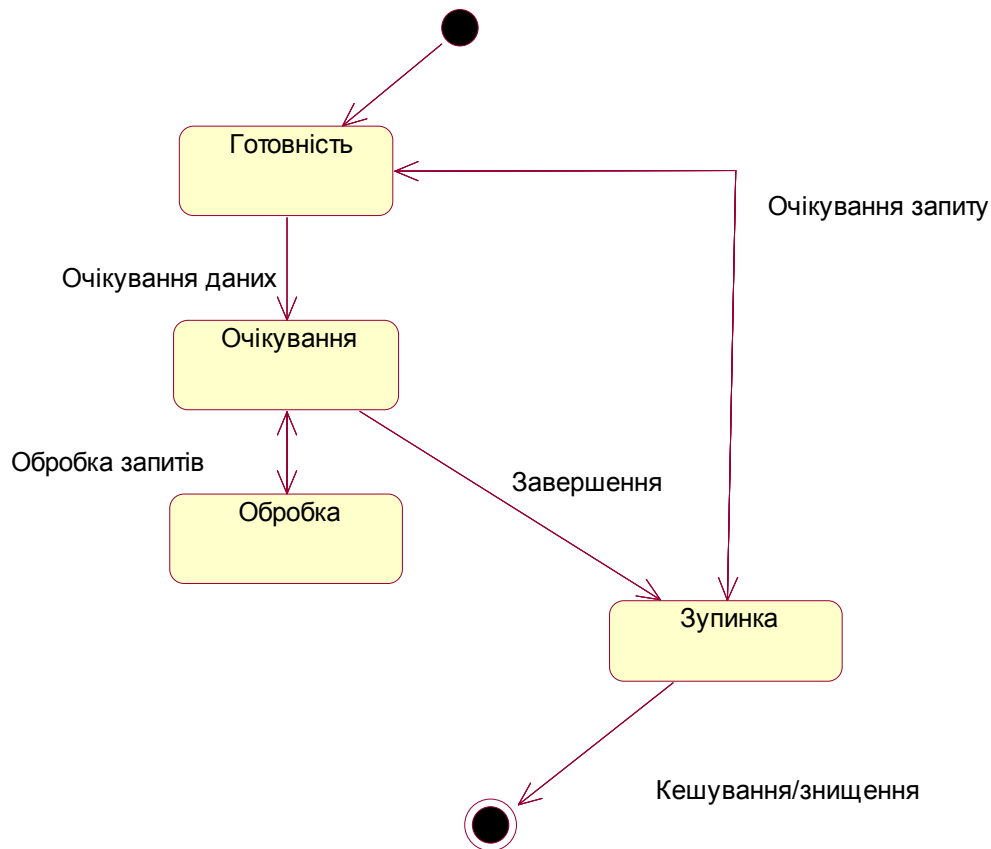 Готовність
Очікування запиту
Очікування даних
Очікування
Обробка запитів
Завершення
Обробка
Зупинка
Кешування/знищення